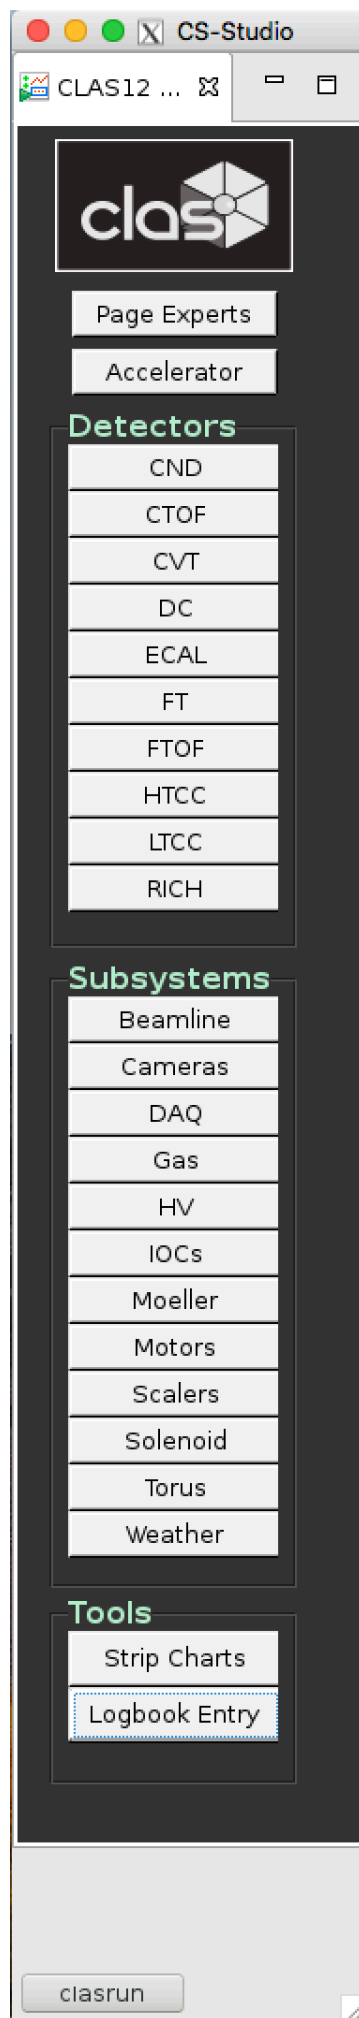 CS-Studio
CLAS12 ...
clas
Page Experts
Accelerator
Detectors
CND
CTOF
CVT
DC
ECAL
FT
FTOF
HTCC
LTCC
RICH
Subsystems
Beamline
Cameras
DAQ
Gas
HV
IOCs
Moeller
Motors
Scalers
Solenoid
Torus
Weather
Tools
Strip Charts
Logbook Entry
clasrun